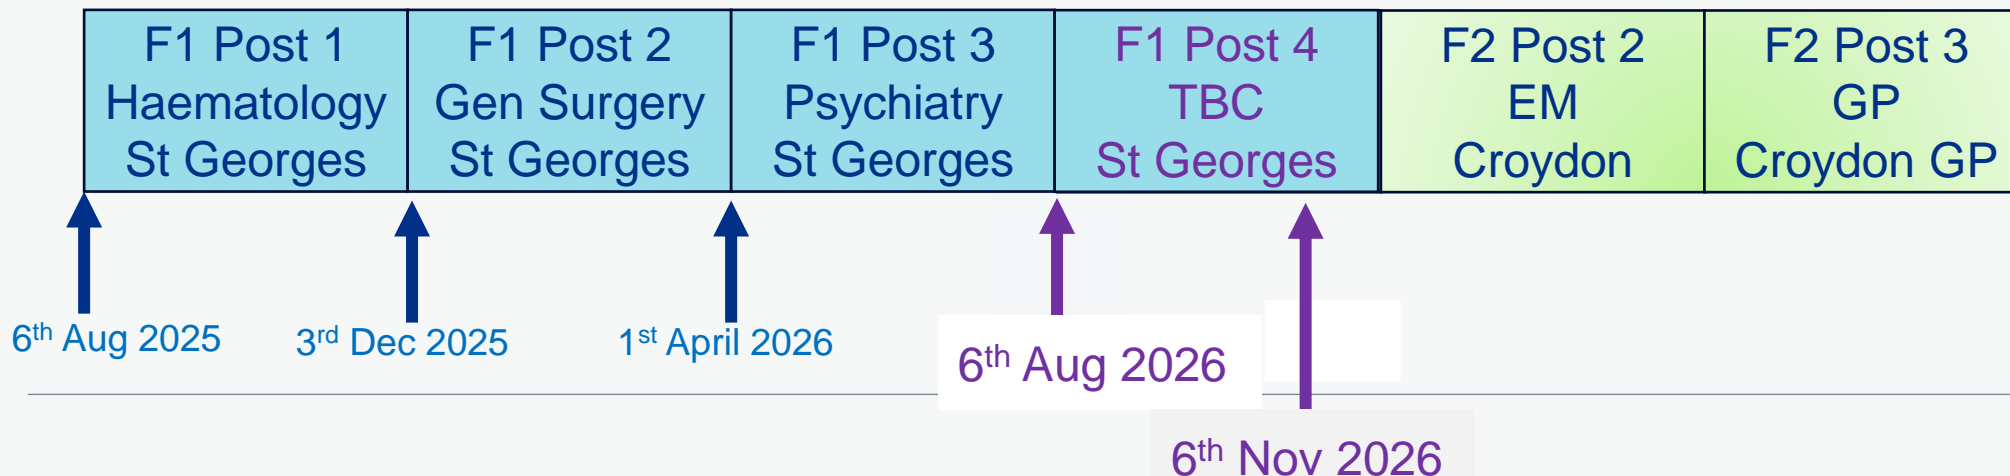 F1 Post 1
Haematology
St Georges
F1 Post 2
Gen Surgery
St Georges
F1 Post 3
Psychiatry
St Georges
F1 Post 4
TBC
St Georges
F2 Post 2
EM
Croydon
F2 Post 3
GP
Croydon GP
6th Aug 2025
3rd Dec 2025
1st April 2026
6th Aug 2026
6th Nov 2026